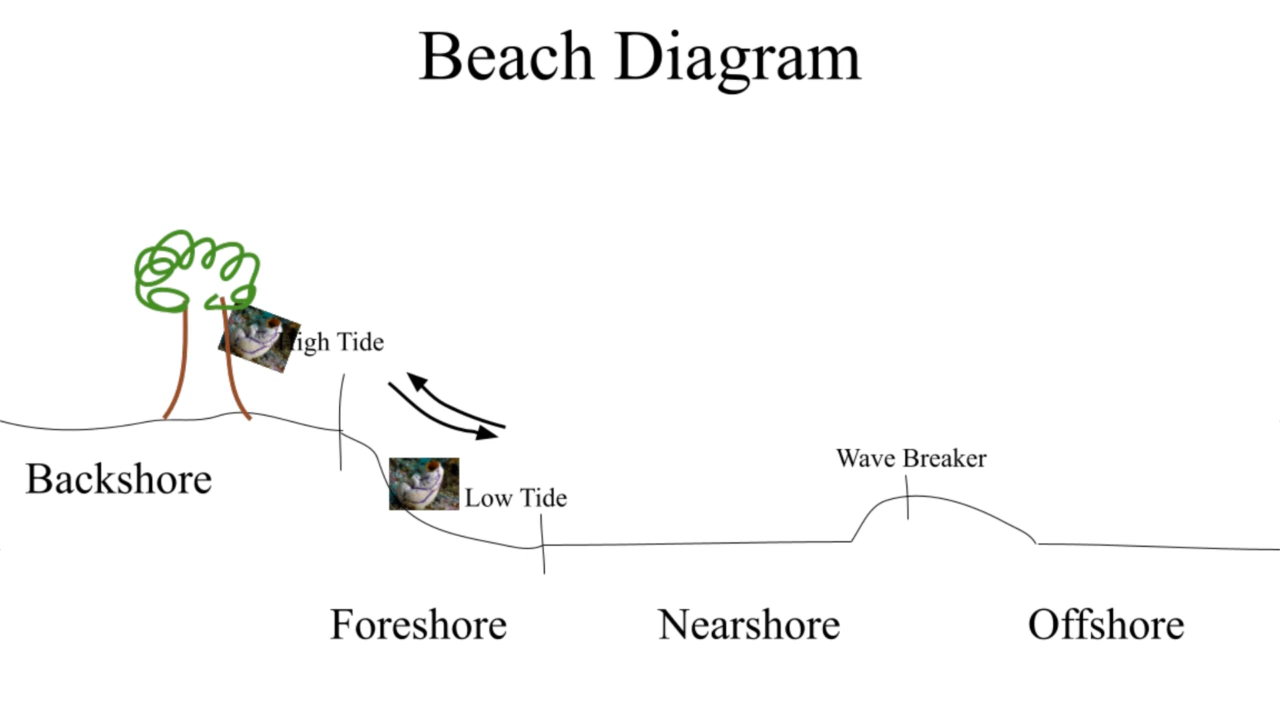 Beach Diagram
High Tide
Wave Breaker
Backshore
Low Tide
Foreshore
Nearshore
Offshore